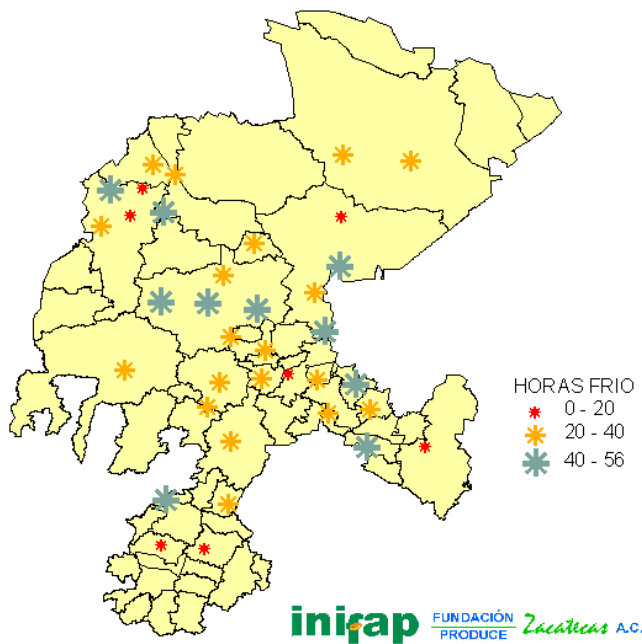 HORAS FRIO
0 - 20
20 - 40
40 - 56
inifap
FUNDACIÓN
PRODUCE
Zacatecas A.C.